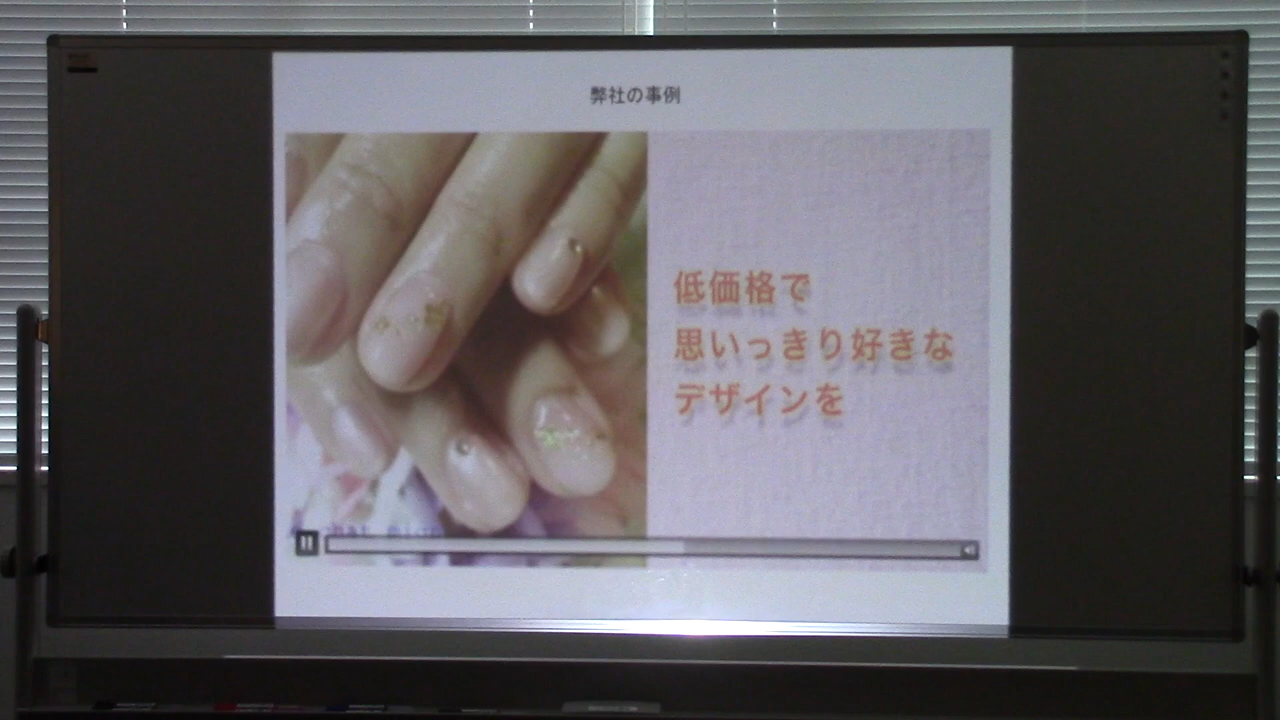 弊社の事例
低価格で
思いっきり好きな
デザインを